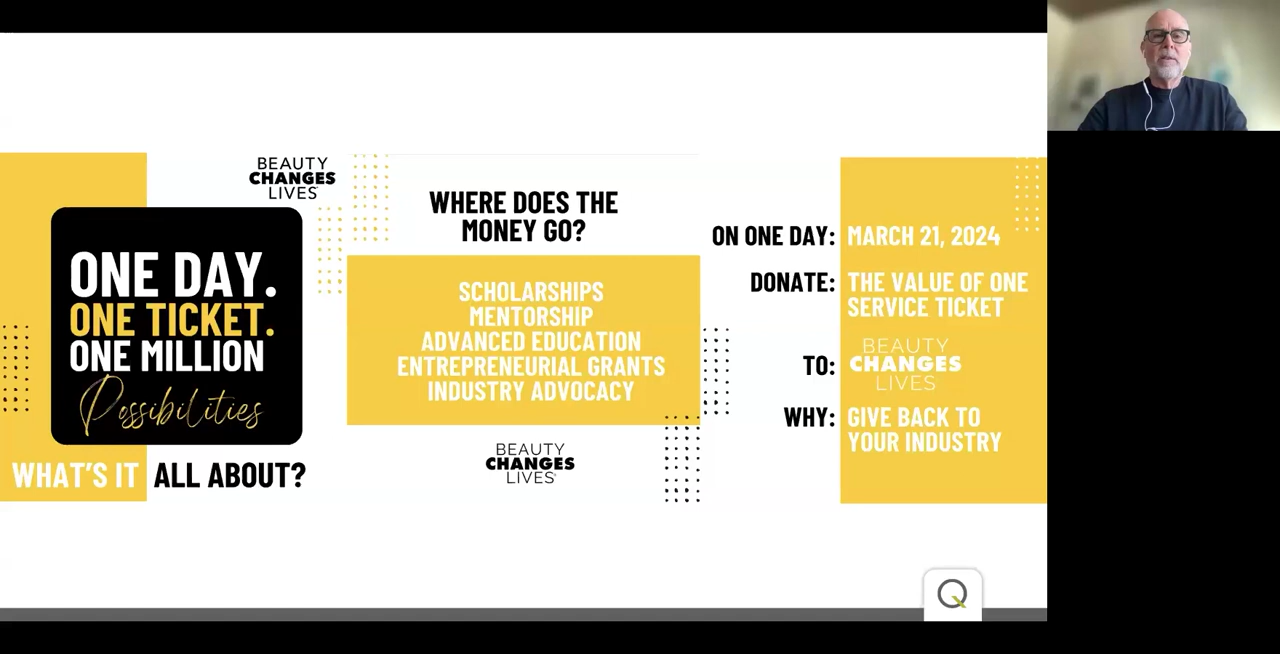 BEAUTY
CHANGES
LIVES
ONE DAY.
ONE TICKET.
ONE MILLION
Possibilities
WHAT'S IT ALL ABOUT?
WHERE DOES THE
MONEY GO?
SCHOLARSHIPS
MENTORSHIP
ADVANCED EDUCATION
ENTREPRENEURIAL GRANTS
INDUSTRY ADVOCACY
BEAUTY
CHANGES
LIVES
ON ONE DAY: MARCH 21, 2024
DONATE: THE VALUE OF ONE
SERVICE TICKET
TO: BEAUTY
CHANGES
LIVES
WHY: GIVE BACK TO
YOUR INDUSTRY
Q